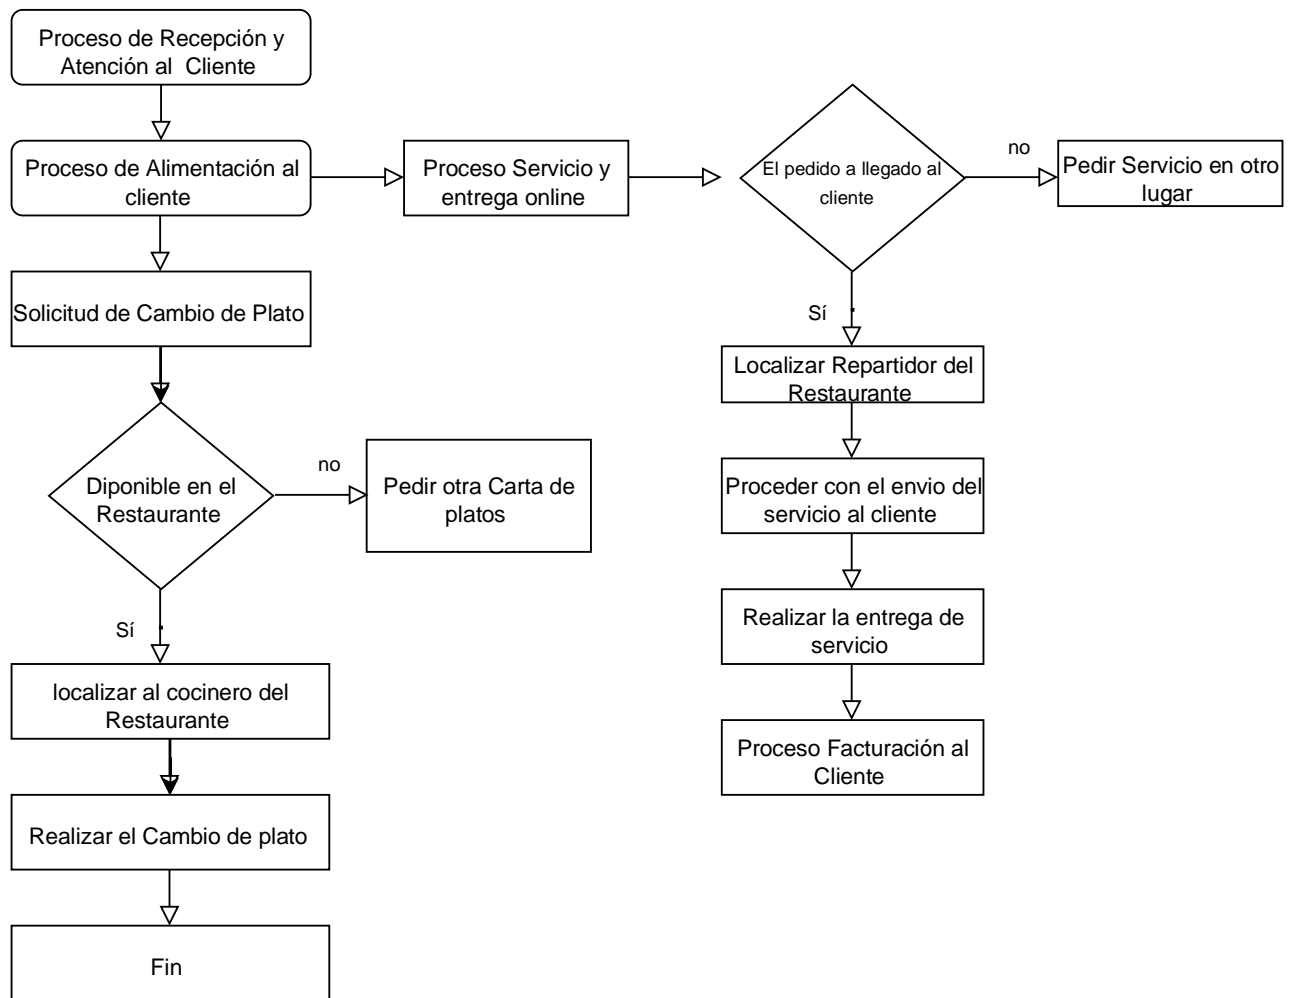 Proceso de Recepción y
Atención al  Cliente
Proceso de Alimentación al
cliente
Proceso Servicio y
entrega online
El pedido a llegado al
cliente
no
Pedir Servicio en otro
lugar
Solicitud de Cambio de Plato
Sí
Localizar Repartidor del
Restaurante
Diponible en el
Restaurante
no
Pedir otra Carta de
platos
Proceder con el envio del
servicio al cliente
Sí
Realizar la entrega de
servicio
localizar al cocinero del
Restaurante
Proceso Facturación al
Cliente
Realizar el Cambio de plato
Fin